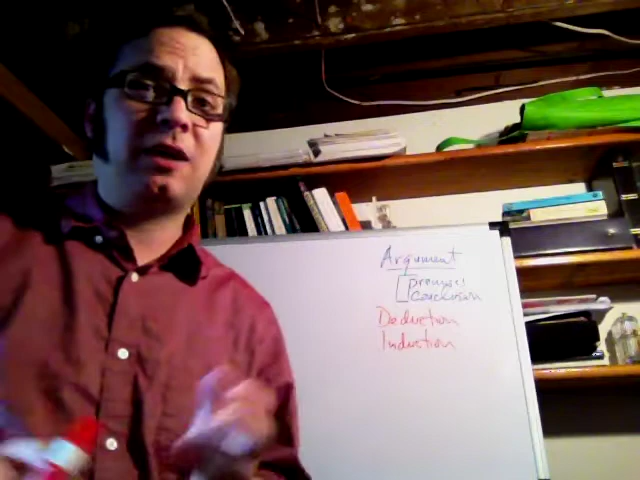 Argument
premises
conclusion
Deduction
Induction